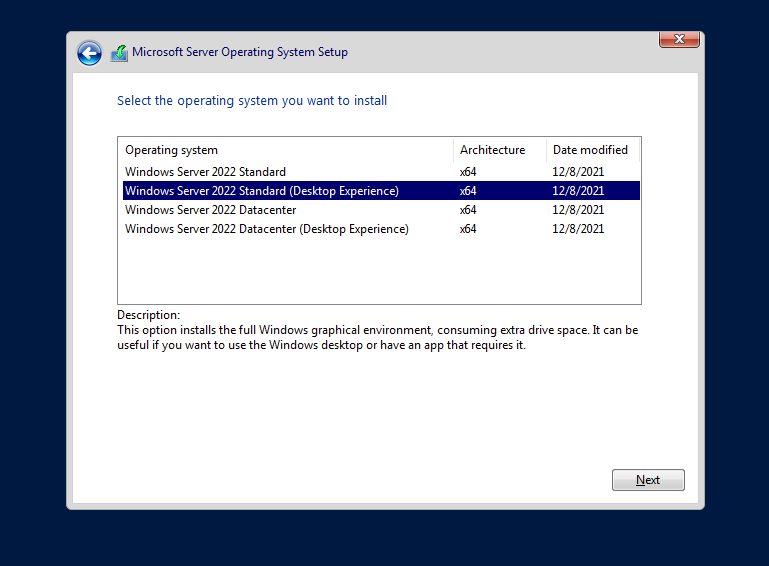 Microsoft Server Operating System Setup
Select the operating system you want to install
Operating system Architecture Date modified
Windows Server 2022 Standard x64 12/8/2021
Windows Server 2022 Standard (Desktop Experience) x64 12/8/2021
Windows Server 2022 Datacenter x64 12/8/2021
Windows Server 2022 Datacenter (Desktop Experience) x64 12/8/2021
Description:
This option installs the full Windows graphical environment, consuming extra drive space. It can be
useful if you want to use the Windows desktop or have an app that requires it.
Next